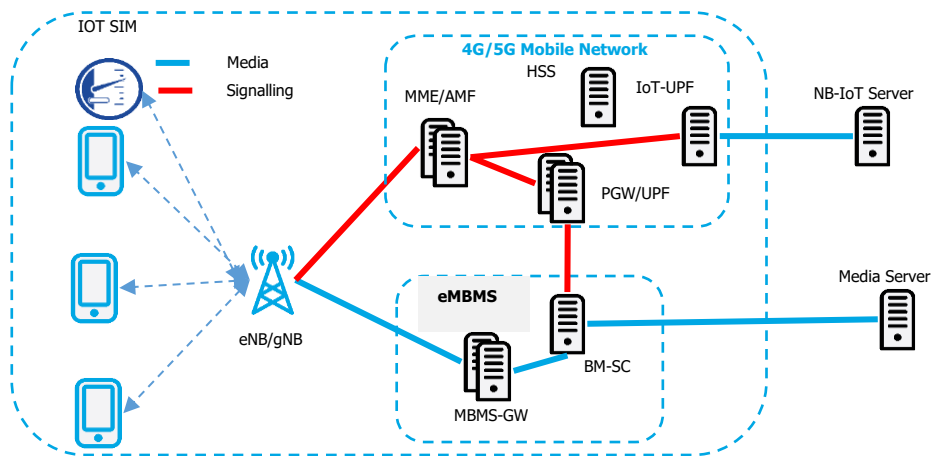 IOT SIM
Media
Signalling
4G/5G Mobile Network
HSS
MME/AMF
IoT-UPF
NB-IoT Server
PGW/UPF
eMBMS
Media Server
eNB/gNB
BM-SC
MBMS-GW